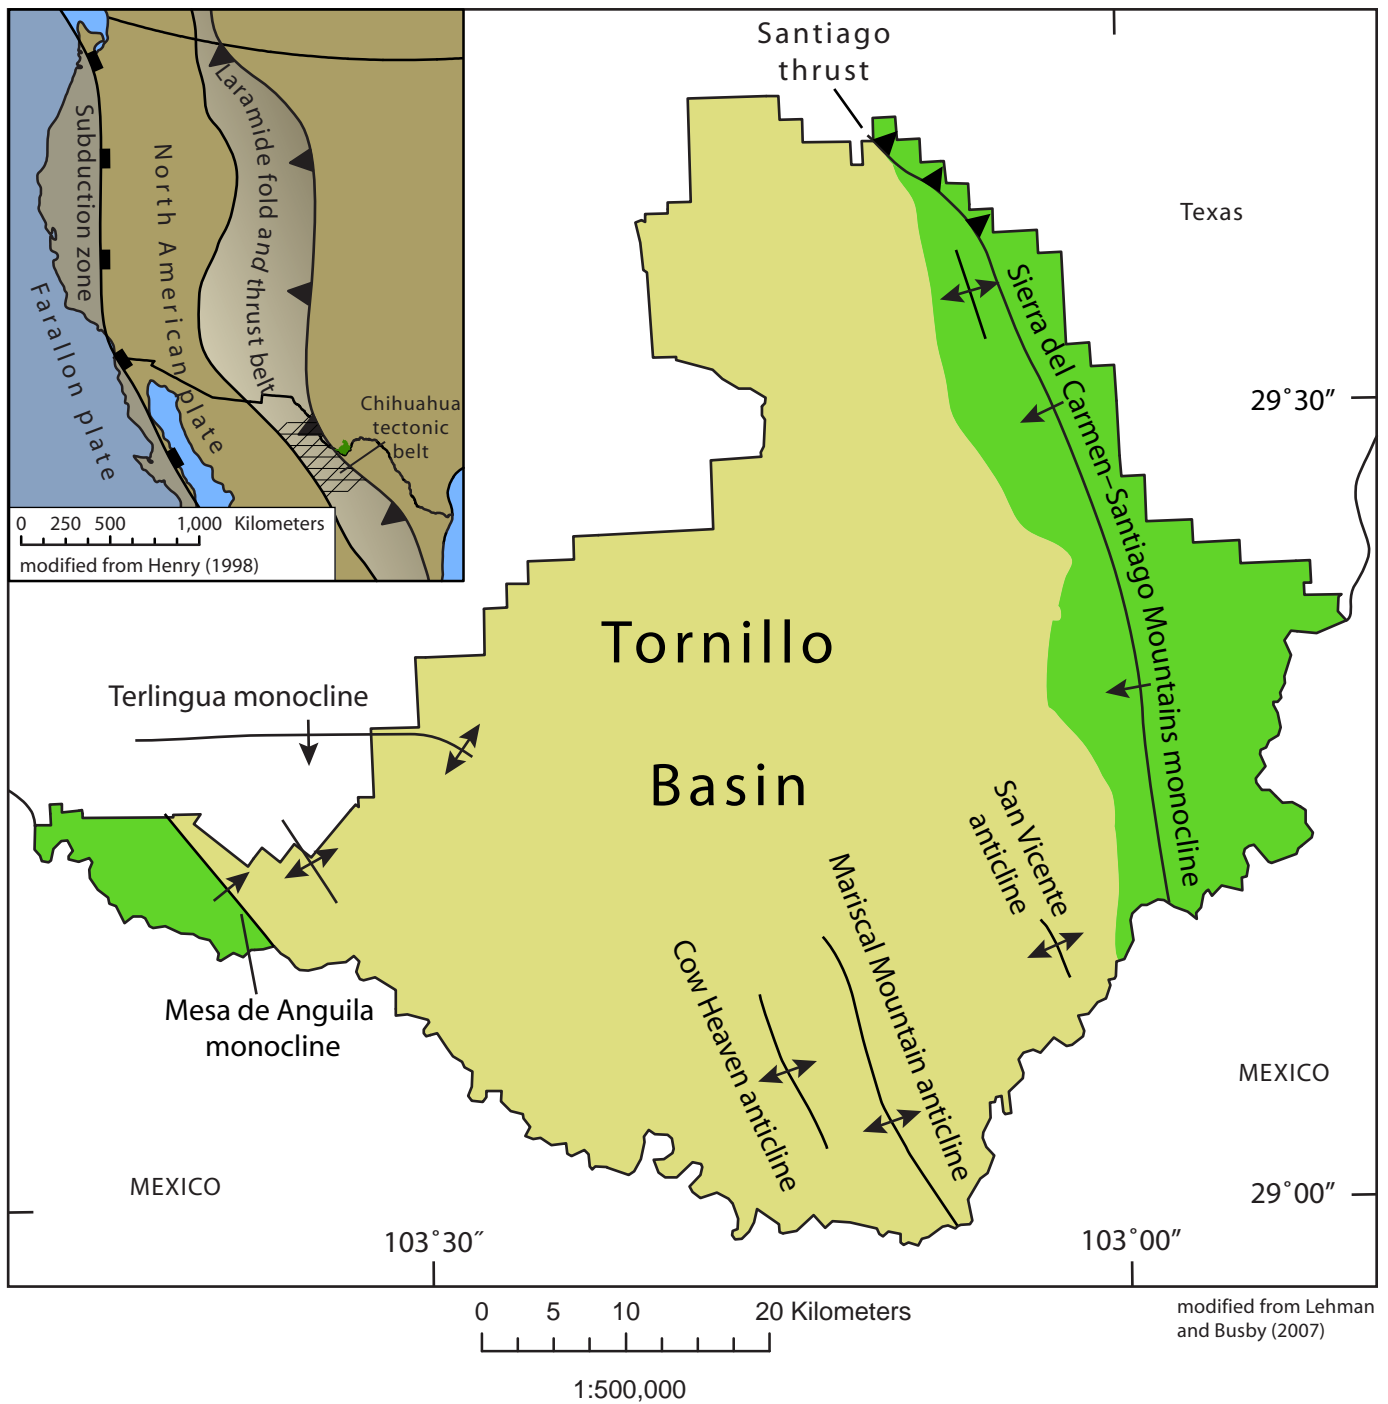 Santiago
thrust
Subduction zone
North American plate
Laramide fold and thrust belt
Farallon plate
Chihuahua
tectonic
belt
0 250 500 1,000 Kilometers
modified from Henry (1998)
Texas
Sierra del Carmen–Santiago Mountains monocline
29˚30″
Tornillo
Basin
Terlingua monocline
San Vicente
anticline
Mariscal Mountain anticline
Cow Heaven anticline
Mesa de Anguila
monocline
MEXICO
MEXICO
29˚00″
103˚30″
103˚00″
0 5 10 20 Kilometers
1:500,000
modified from Lehman
and Busby (2007)